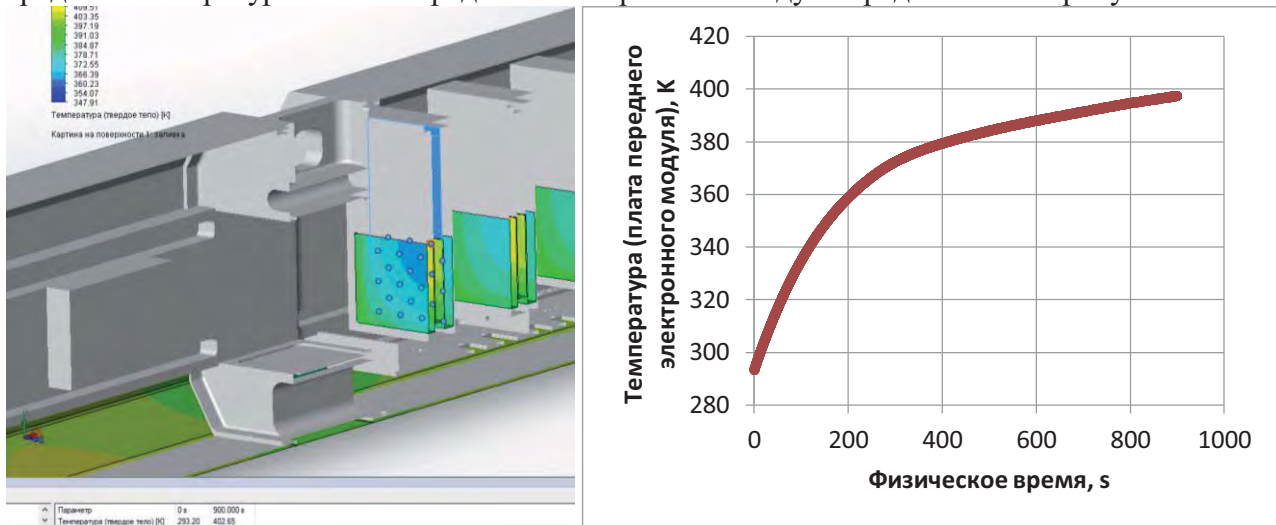 409.51
403.35
397.19
391.03
384.87
378.71
372.55
366.39
360.23
354.07
347.91
Температура (твердое тело) [K]
Картина на поверхности 1: заливка
Параметр 0 s 900.000 s
Температура (твердое тело) [K] 293.20 402.65
Температура (плата переднего
электронного модуля), K
420
400
380
360
340
320
300
280
0 200 400 600 800 1000
Физическое время, s